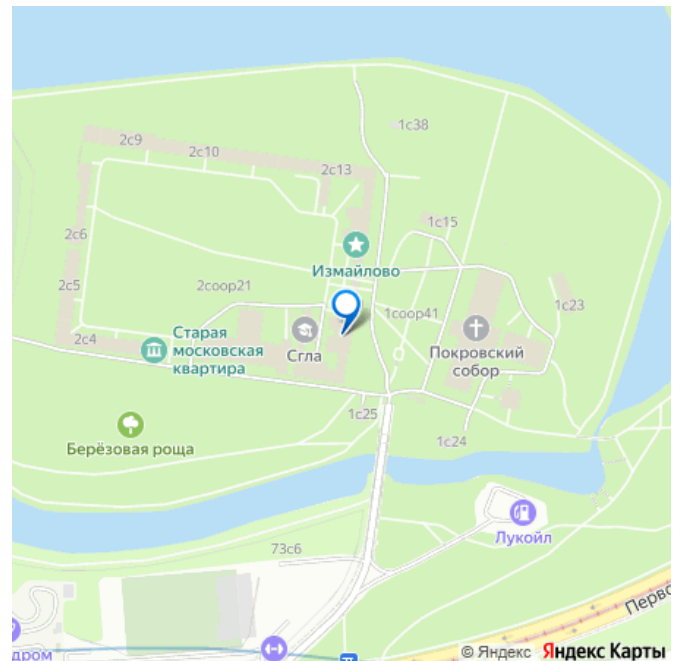 1с38
2с9
2с10
2с13
1с15
2с6
Измайлово
2соор21
2с5
1соор41
1с23
2с4
Старая
московская
квартира
Сгла
Покровский
собор
1с25
1с24
Берёзовая роща
Лукойл
73с6
Перво
дром
© Яндекс Яндекс Карты